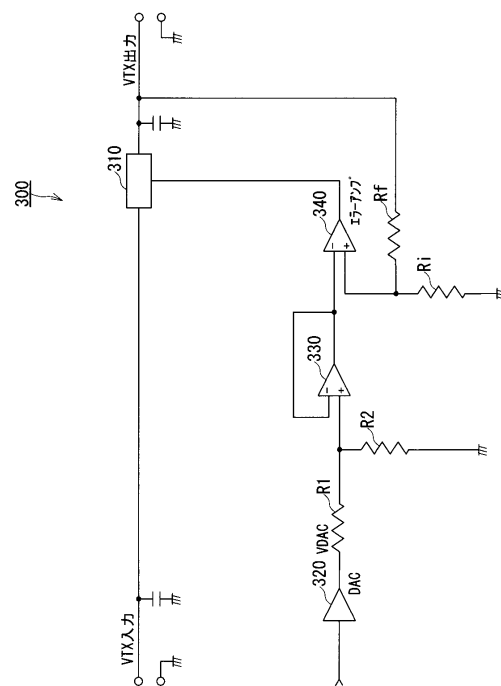 300
VTX入力
310
VTX出力
320
DAC
VDAC
R1
R2
330
-
+
340
-
+
エラーアンプ
Rf
Ri